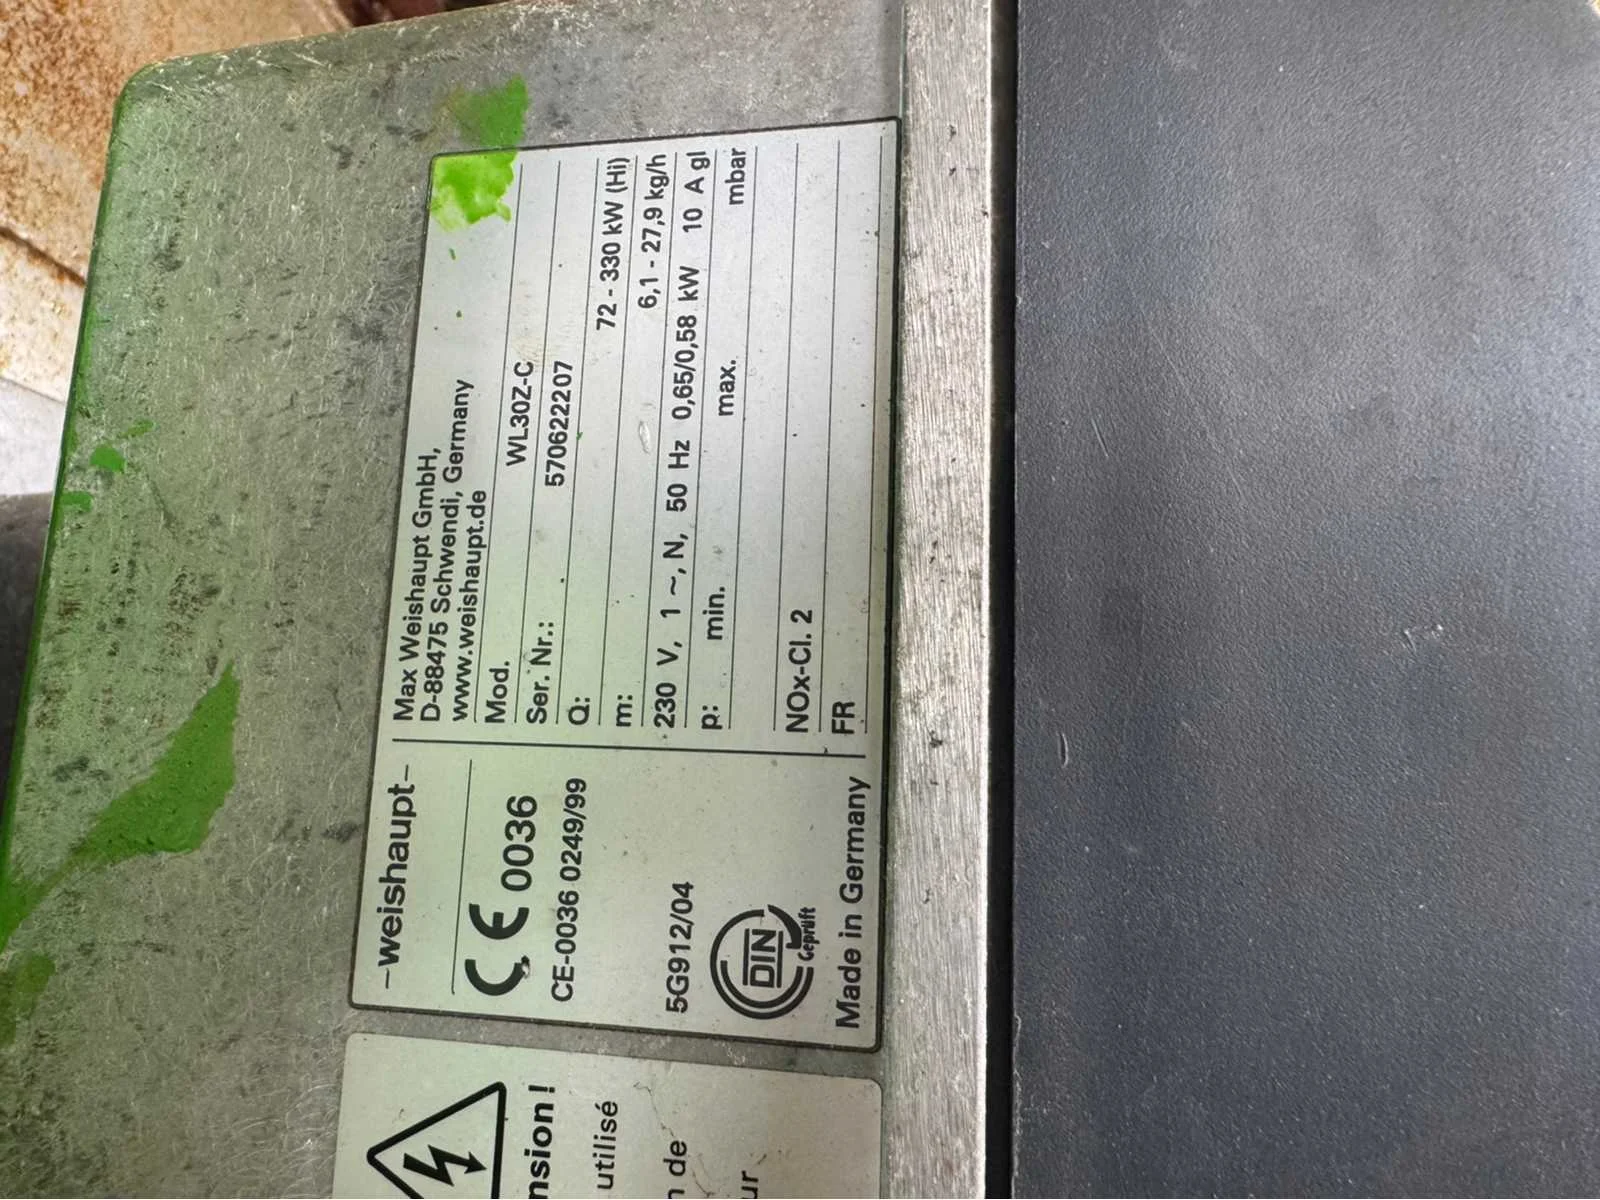 –weishaupt–
CE 0036
CE-0036 0249/99
5G912/04
DIN
Geprüft
Made in Germany
Max Weishaupt GmbH,
D-88475 Schwendi, Germany
www.weishaupt.de
Mod. WL30Z-C
Ser. Nr.: 570622207
Q: 72 - 330 kW (Hi)
m: 6,1 - 27,9 kg/h
230 V, 1 ~, N, 50 Hz 0,65/0,58 kW 10 A gl
p: min. max. mbar
NOx-Cl. 2
FR
nsion!
utilisé
n de
ur